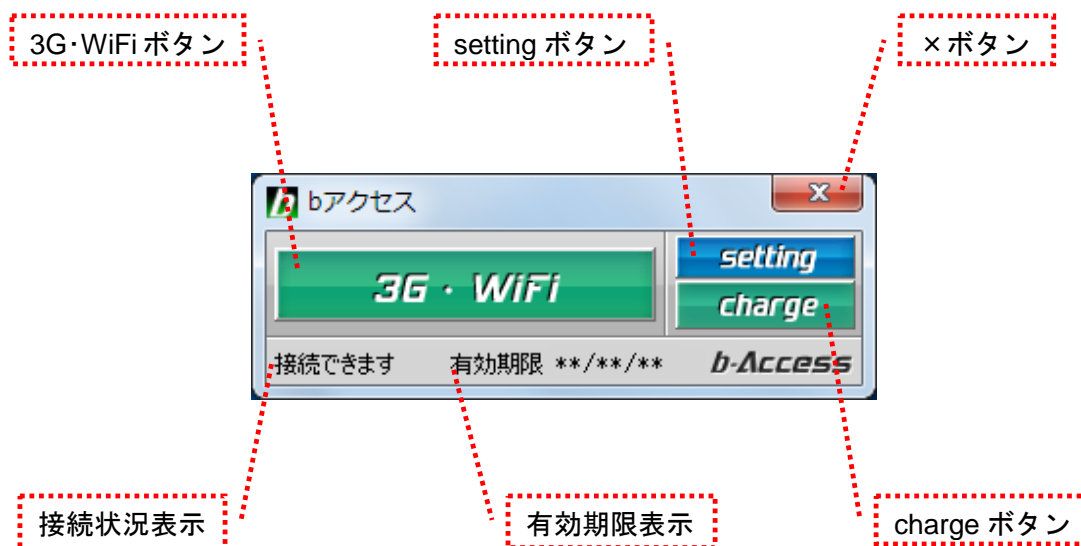 3G・WiFi ボタン
setting ボタン
×ボタン
bアクセス
3G・WiFi
setting
charge
接続できます
有効期限 **/**/**
b-Access
接続状況表示
有効期限表示
charge ボタン